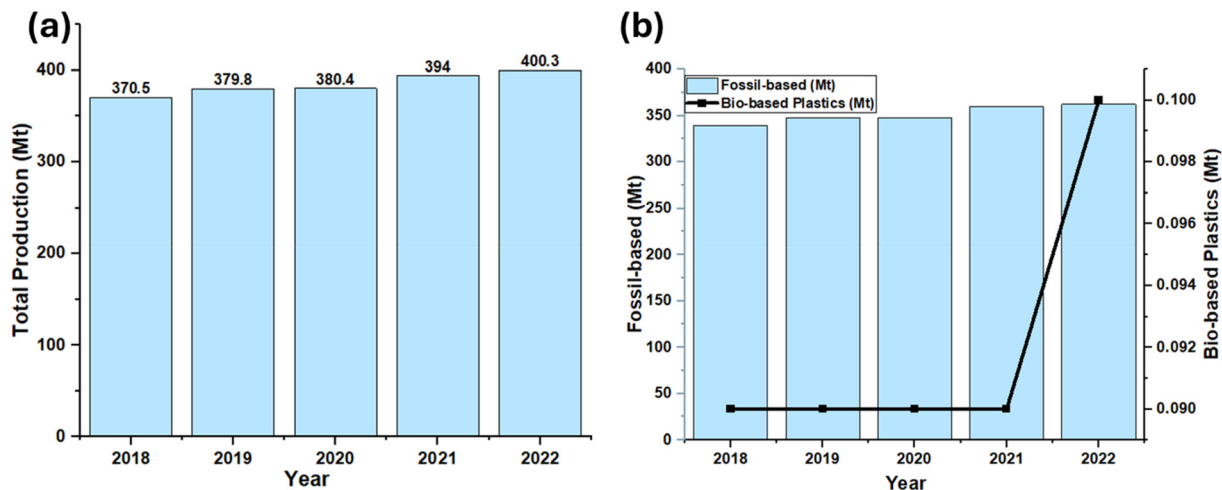 (a)
Total Production (Mt)
400
300
200
100
0
370.5
379.8
380.4
394
400.3
2018 2019 2020 2021 2022
Year
(b)
Fossil-based (Mt)
400
350
300
250
200
150
100
50
0
Fossil-based (Mt)
Bio-based Plastics (Mt)
0.100
0.098
0.096
0.094
0.092
0.090
Bio-based Plastics (Mt)
2018 2019 2020 2021 2022
Year